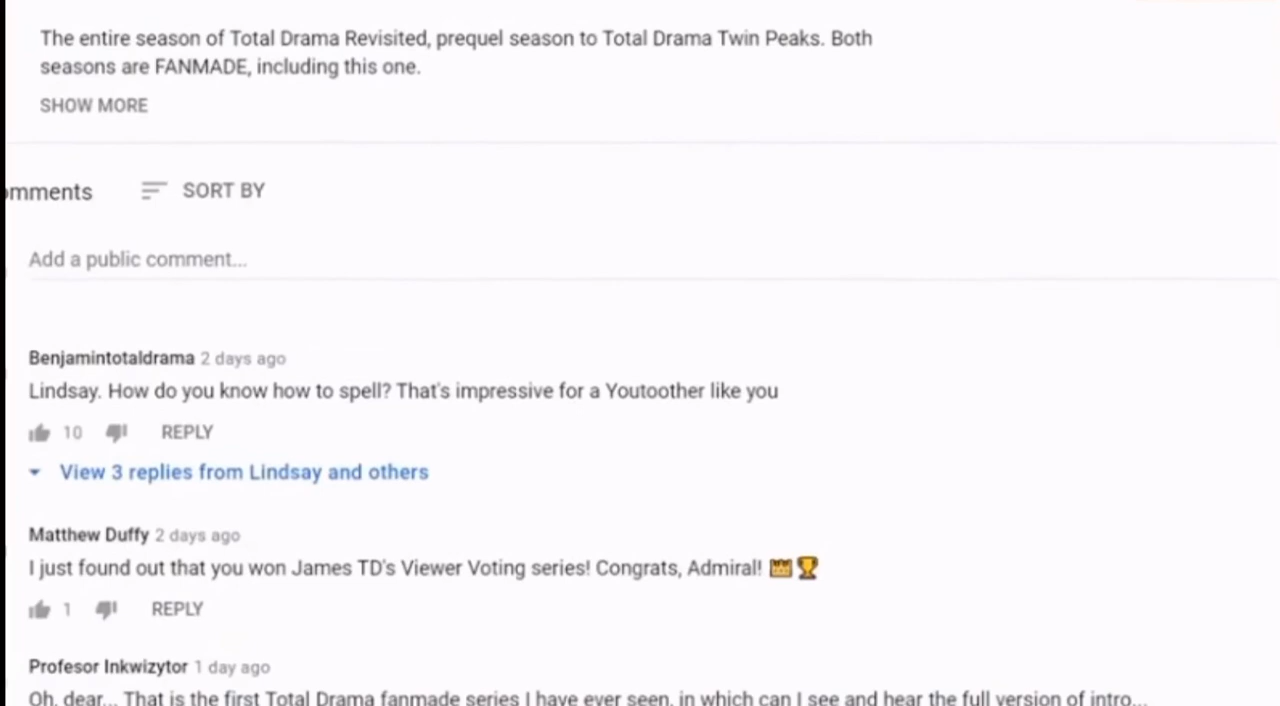 The entire season of Total Drama Revisited, prequel season to Total Drama Twin Peaks. Both
seasons are FANMADE, including this one.
SHOW MORE
omments SORT BY
Add a public comment...
Benjamintotaldrama 2 days ago
Lindsay. How do you know how to spell? That's impressive for a Youtoother like you
10 REPLY
View 3 replies from Lindsay and others
Matthew Duffy 2 days ago
I just found out that you won James TD's Viewer Voting series! Congrats, Admiral! 👑🏆
1 REPLY
Profesor Inkwizytor 1 day ago
Oh, dear... That is the first Total Drama fanmade series I have ever seen, in which can I see and hear the full version of intro...